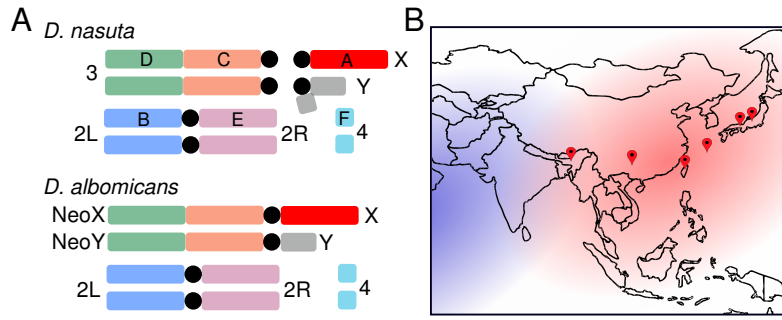 A
B
D. nasuta
D C A X
3
Y
B E F
2L 2R 4
D. albomicans
NeoX X
NeoY Y
2L 2R 4